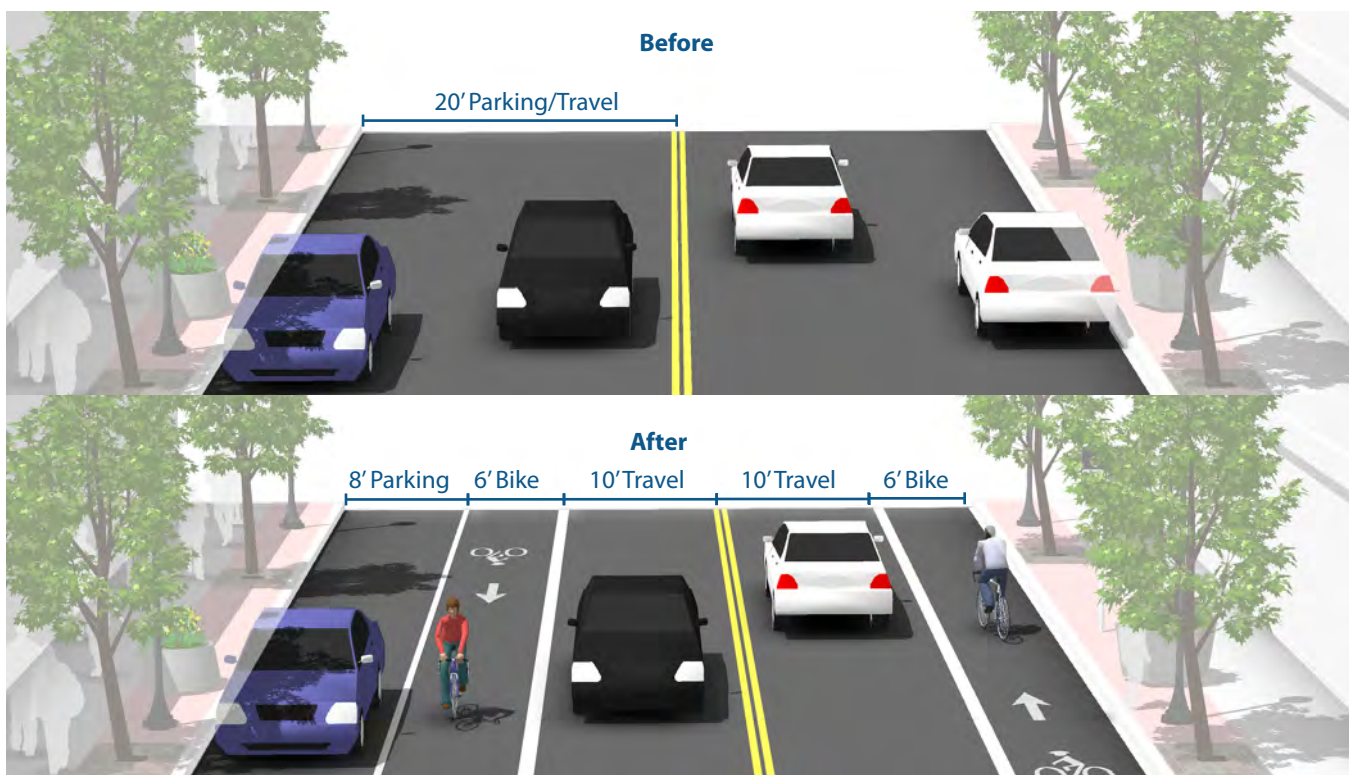 Before
20' Parking/Travel
After
8' Parking 6' Bike 10' Travel 10' Travel 6' Bike